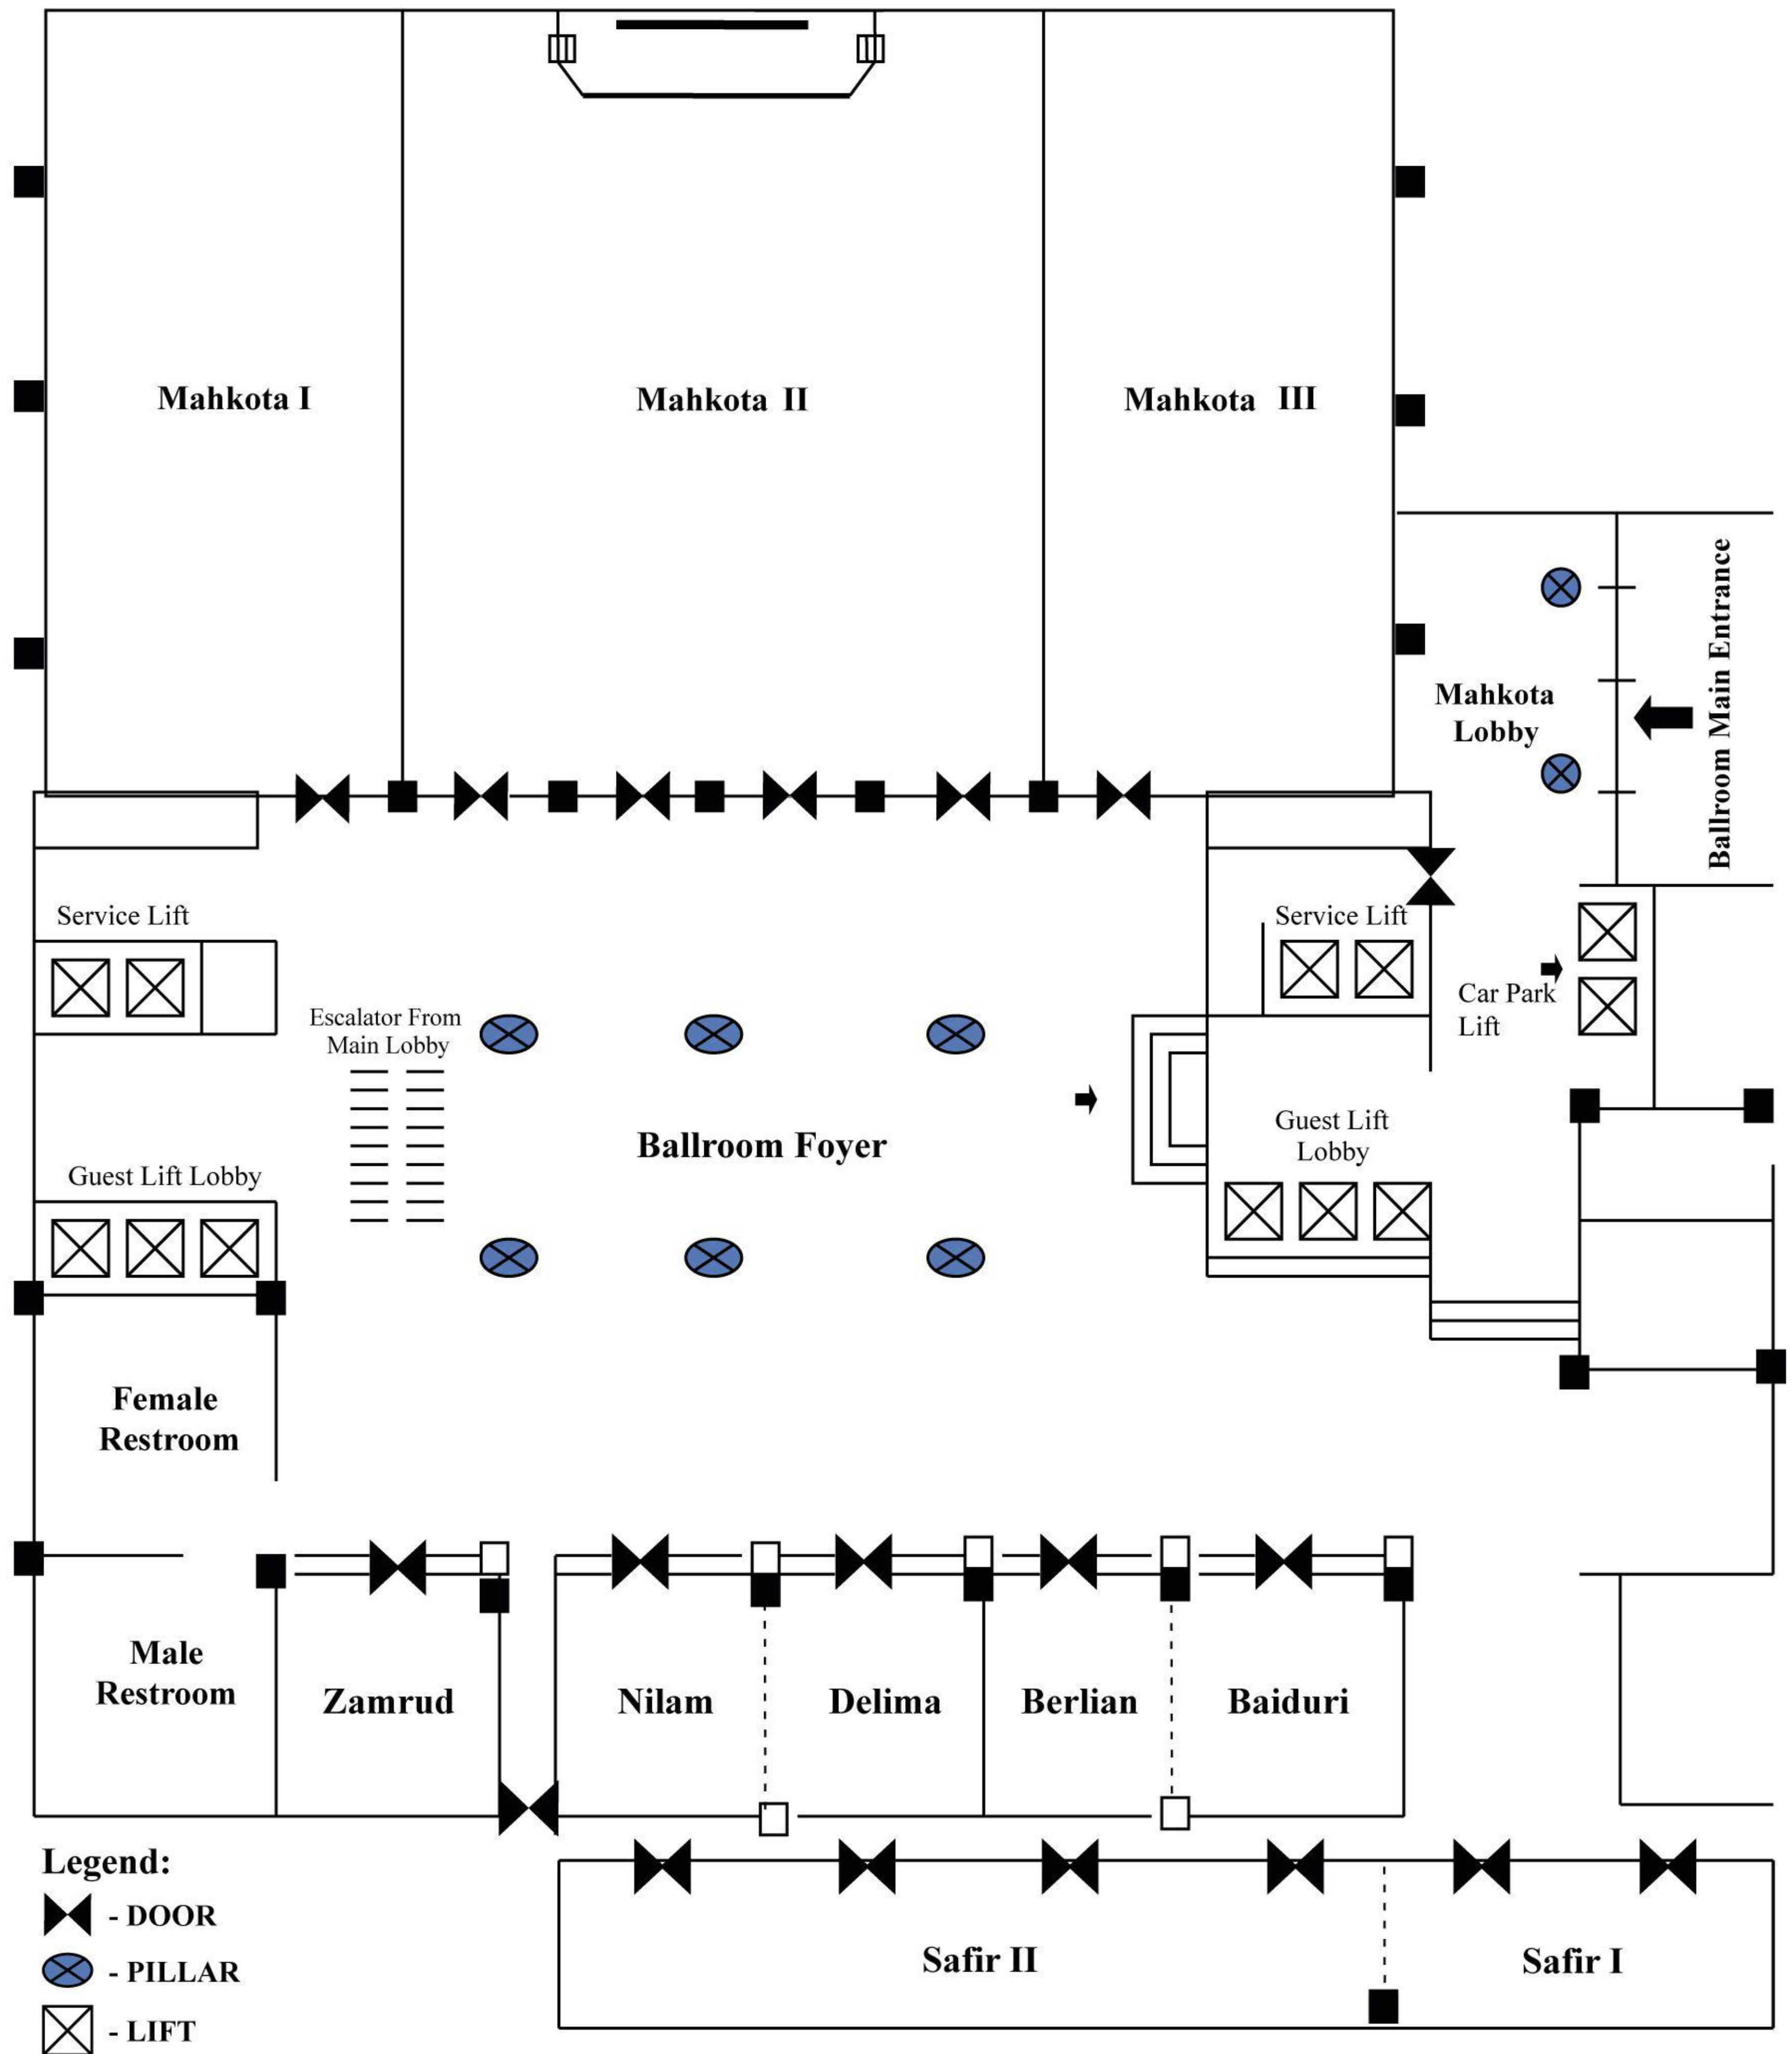 Mahkota I
Mahkota II
Mahkota III
Ballroom Main Entrance
Mahkota
Lobby
Service Lift
Service Lift
Car Park
Lift
Escalator From
Main Lobby
Ballroom Foyer
Guest Lift
Lobby
Guest Lift Lobby
Female
Restroom
Male
Restroom
Zamrud
Nilam
Delima
Berlian
Baiduri
Legend:
- DOOR
- PILLAR
- LIFT
Safir II
Safir I